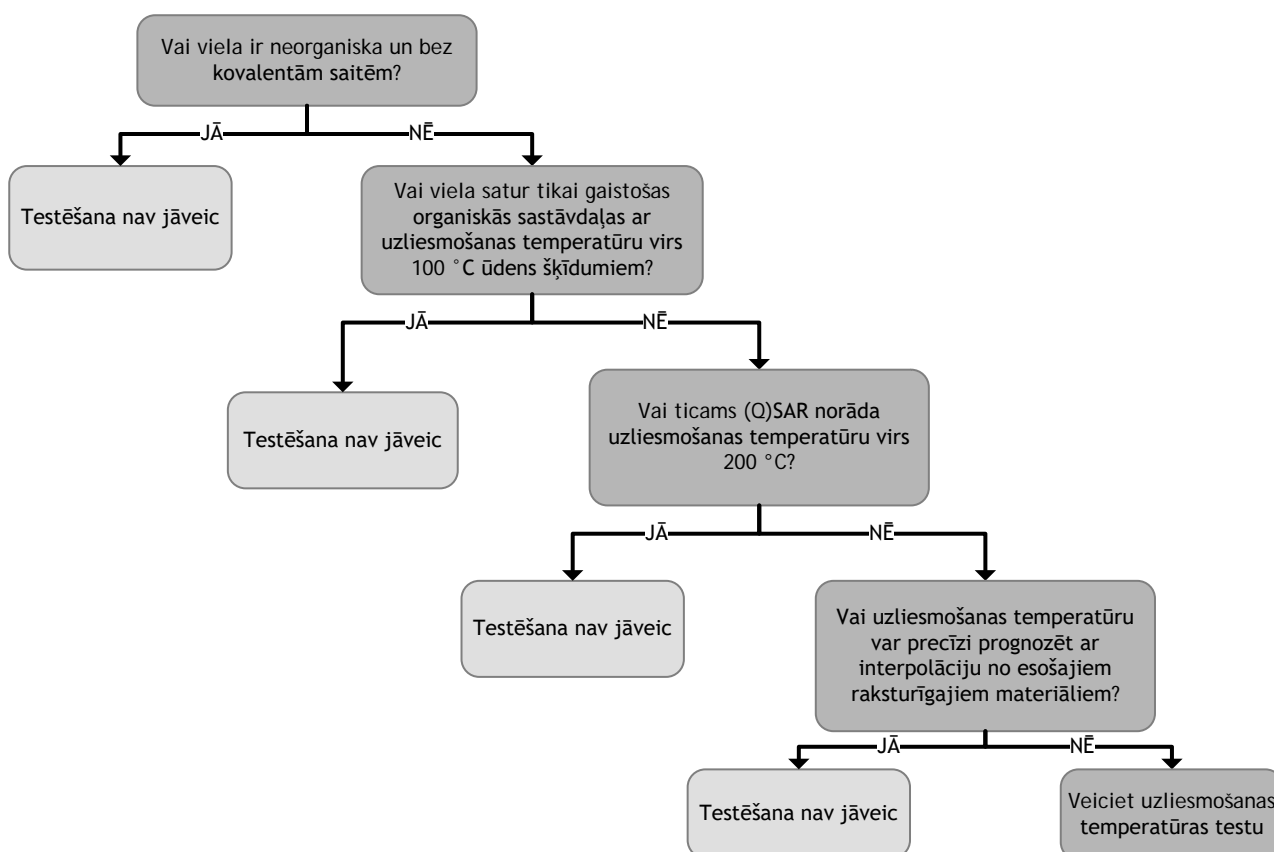 Vai viela ir neorganiska un bez
kovalentām saitēm?
JĀ
NĒ
Testēšana nav jāveic
Vai viela satur tikai gaistošas
organiskās sastāvdaļas ar
uzliesmošanas temperatūru virs
100 °C ūdens šķīdumiem?
JĀ
NĒ
Testēšana nav jāveic
Vai ticams (Q)SAR norāda
uzliesmošanas temperatūru virs
200 °C?
JĀ
NĒ
Testēšana nav jāveic
Vai uzliesmošanas temperatūru
var precīzi prognozēt ar
interpolāciju no esošajiem
raksturīgajiem materiāliem?
JĀ
NĒ
Testēšana nav jāveic
Veiciet uzliesmošanas
temperatūras testu